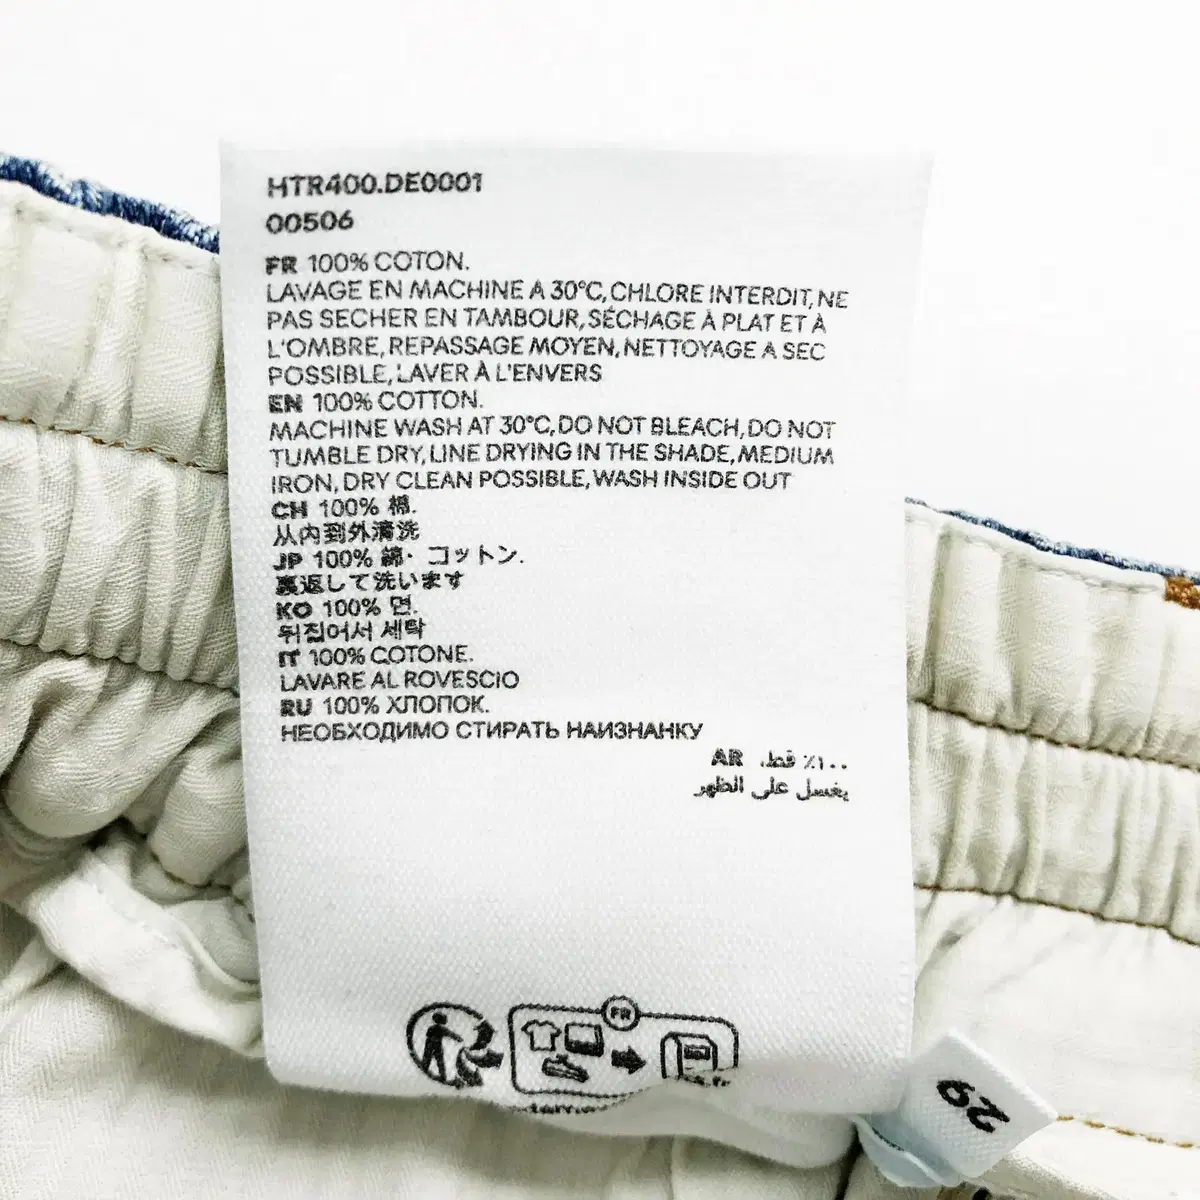 HTR400.DE0001
00506
FR 100% COTON.
LAVAGE EN MACHINE A 30°C, CHLORE INTERDIT, NE
PAS SECHER EN TAMBOUR, SÉCHAGE À PLAT ET À
L'OMBRE, REPASSAGE MOYEN, NETTOYAGE A SEC
POSSIBLE, LAVER À L'ENVERS
EN 100% COTTON.
MACHINE WASH AT 30°C, DO NOT BLEACH, DO NOT
TUMBLE DRY, LINE DRYING IN THE SHADE, MEDIUM
IRON, DRY CLEAN POSSIBLE, WASH INSIDE OUT
CH 100% 棉.
从内到外清洗
JP 100% 綿・コットン.
裏返して洗います
KO 100% 면.
뒤집어서 세탁
IT 100% COTONE.
LAVARE AL ROVESCIO
RU 100% ХЛОПОК.
НЕОБХОДИМО СТИРАТЬ НАИЗНАНКУ
AR ١٠٠٪ قطن.
يغسل على الظهر
FR
29